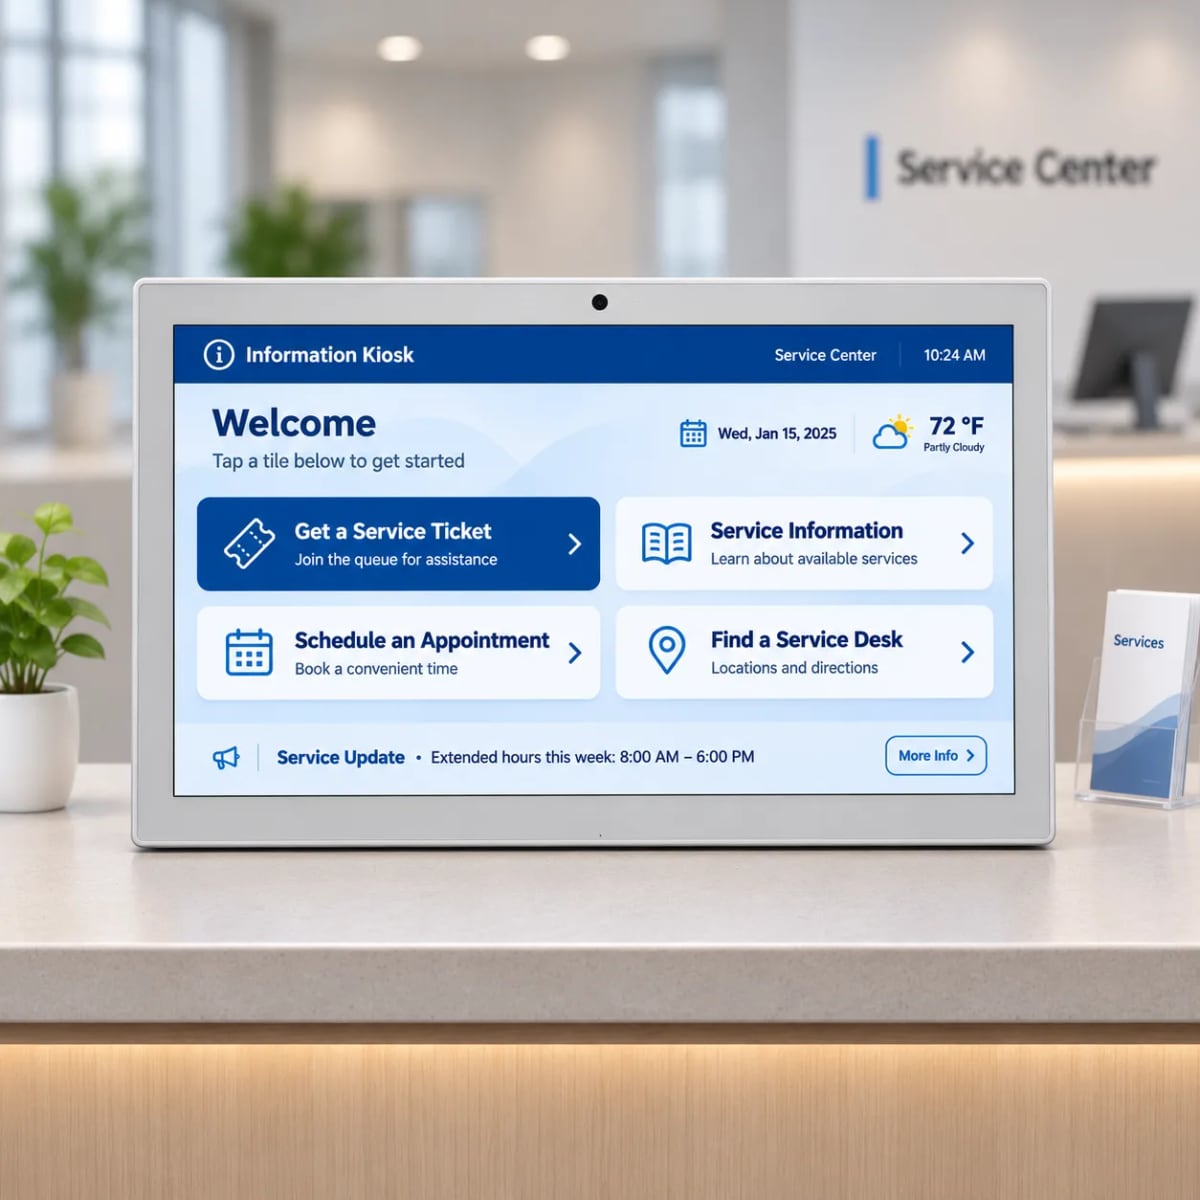 Service Center
Information Kiosk
Service Center
10:24 AM
Welcome
Tap a tile below to get started
Wed, Jan 15, 2025
72 °F
Partly Cloudy
Get a Service Ticket
Join the queue for assistance
Service Information
Learn about available services
Schedule an Appointment
Book a convenient time
Find a Service Desk
Locations and directions
Service Update • Extended hours this week: 8:00 AM – 6:00 PM
More Info
Services